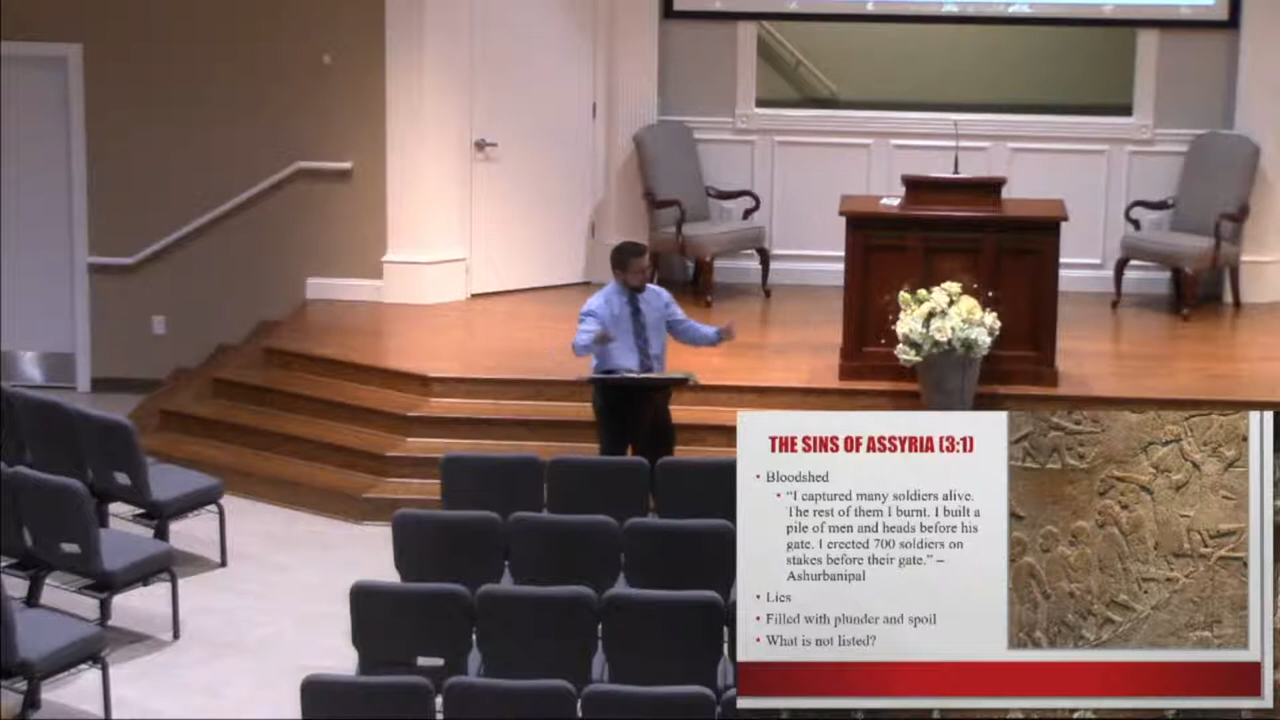 THE SINS OF ASSYRIA (3:1)
• Bloodshed
• “I captured many soldiers alive.
The rest of them I burnt. I built a
pile of men and heads before his
gate. I erected 700 soldiers on
stakes before their gate.” –
Ashurbanipal
• Lies
• Filled with plunder and spoil
• What is not listed?